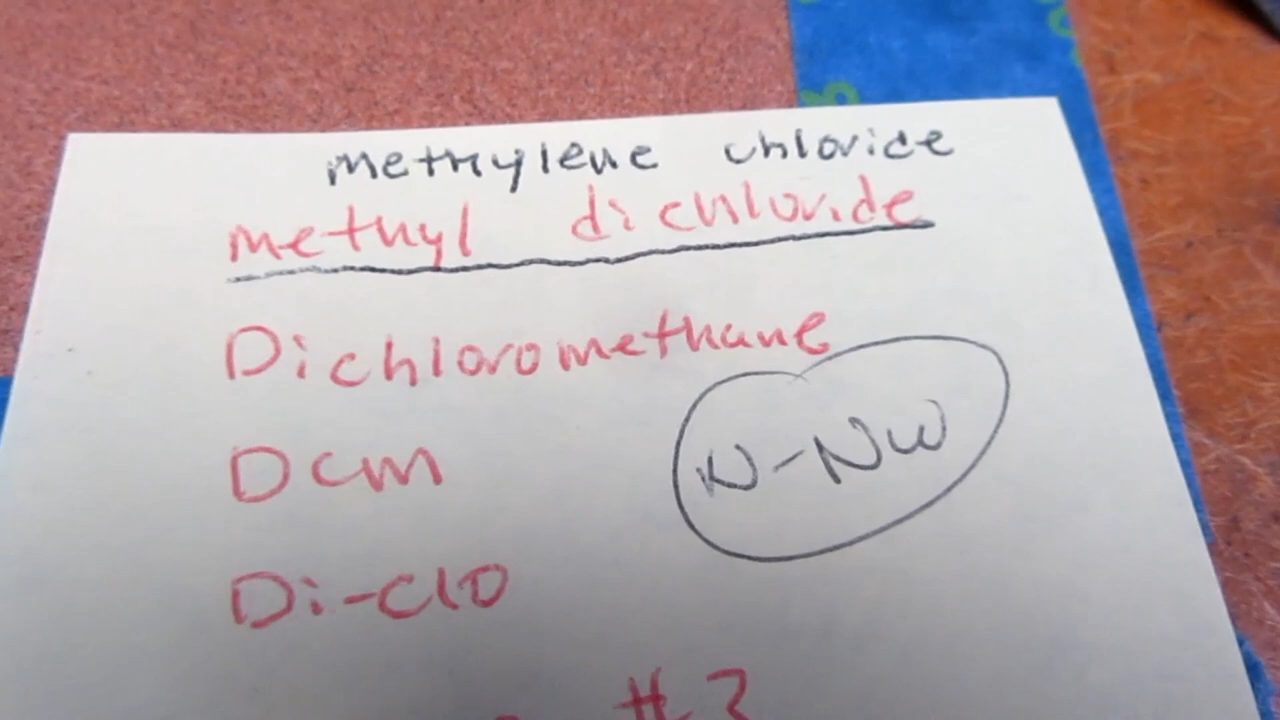 methylene chloride
methyl dichloride
Dichloromethane
N-NW
DCM
Di-clo
#3